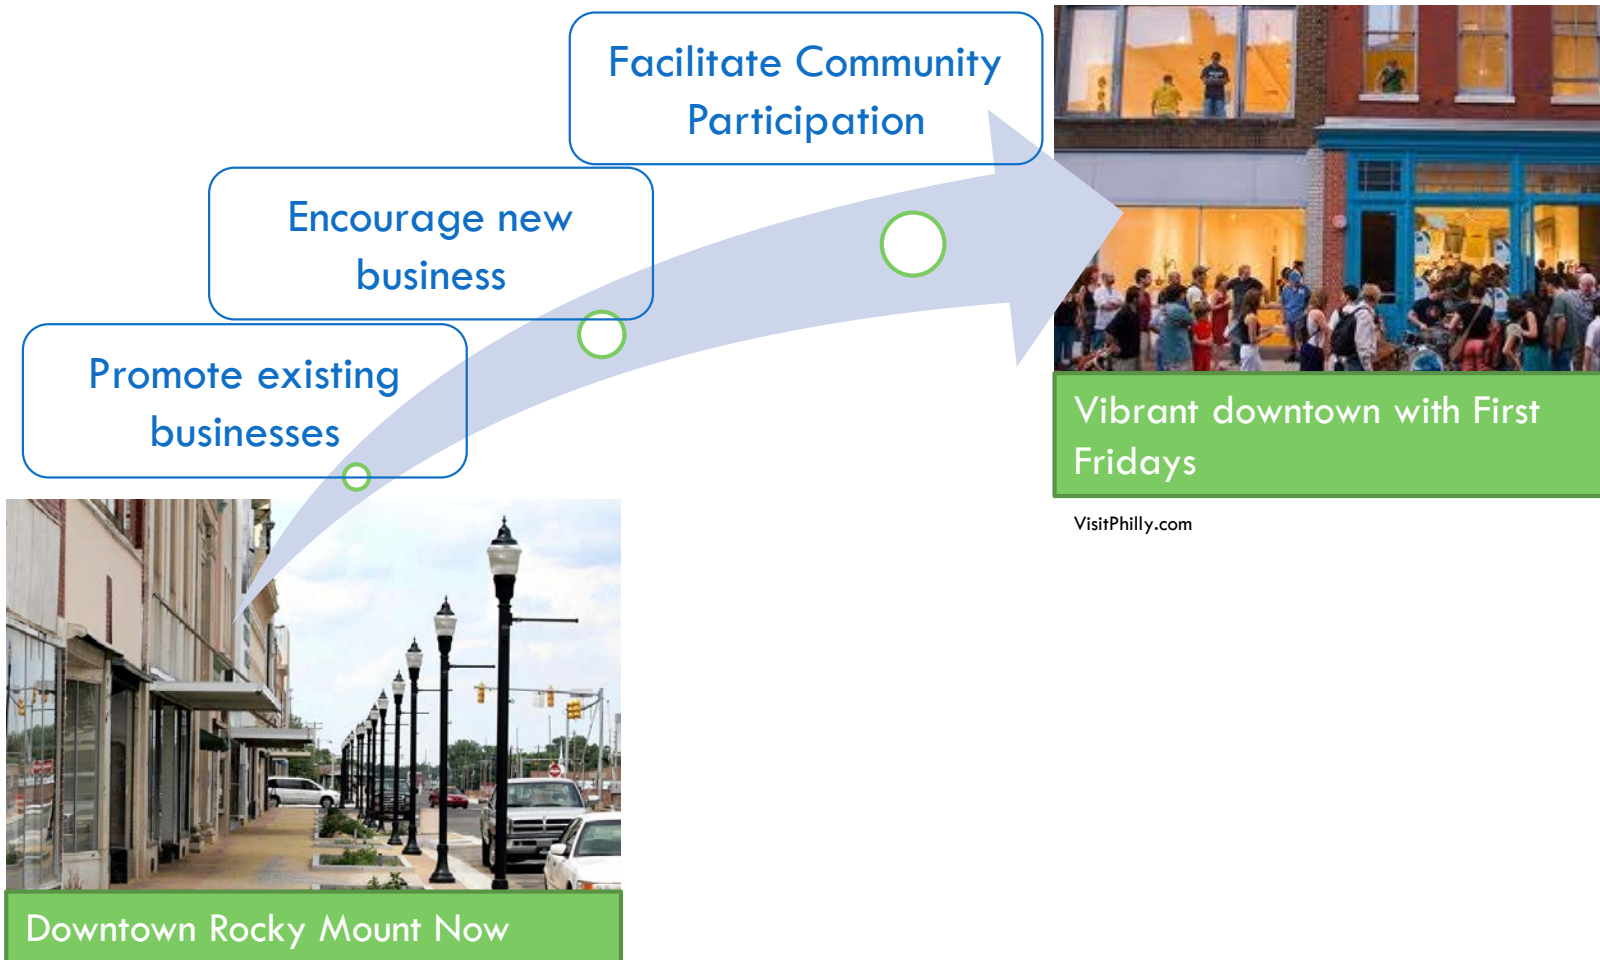 Facilitate Community
Participation
Encourage new
business
Promote existing
businesses
Vibrant downtown with First
Fridays
VisitPhilly.com
Downtown Rocky Mount Now